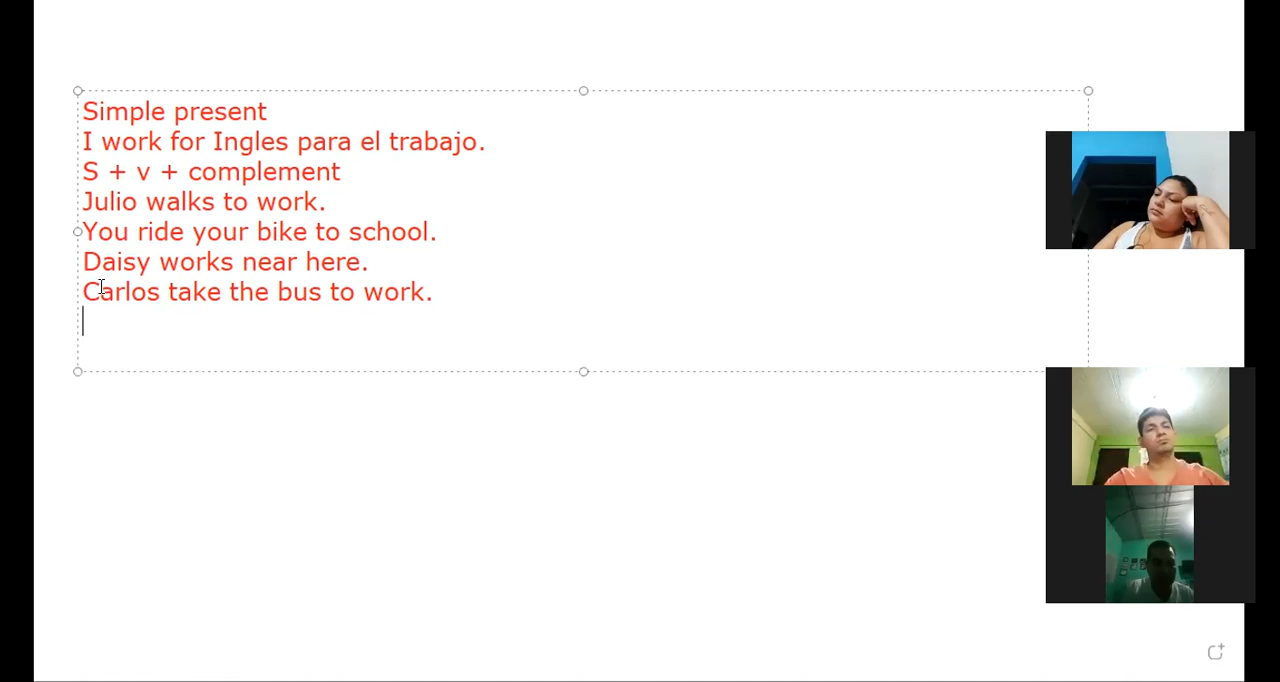 Simple present
I work for Ingles para el trabajo.
S + v + complement
Julio walks to work.
You ride your bike to school.
Daisy works near here.
Carlos take the bus to work.